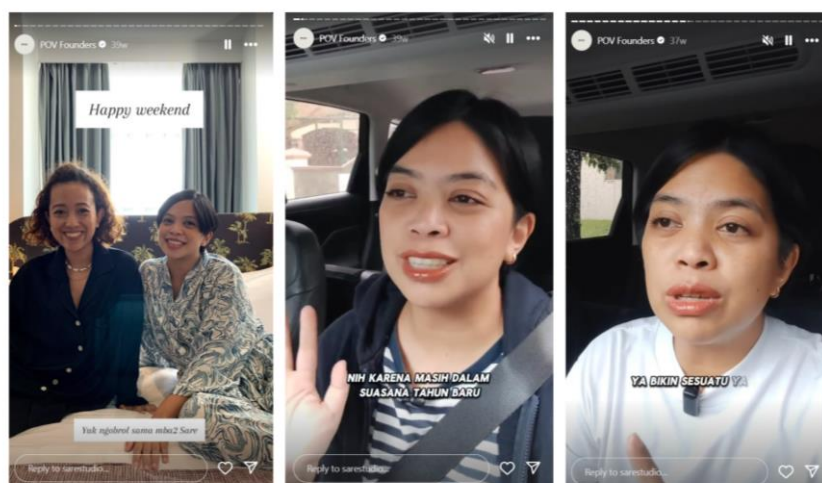 POV Founders 39w
Happy weekend
Yuk ngobrol sama mba2 Sare
Reply to sarestudio...
POV Founders 39w
NIH KARENA MASIH DALAM
SUASANA TAHUN BARU
Reply to sarestudio...
POV Founders 37w
YA BIKIN SESUATU YA
Reply to sarestudio...